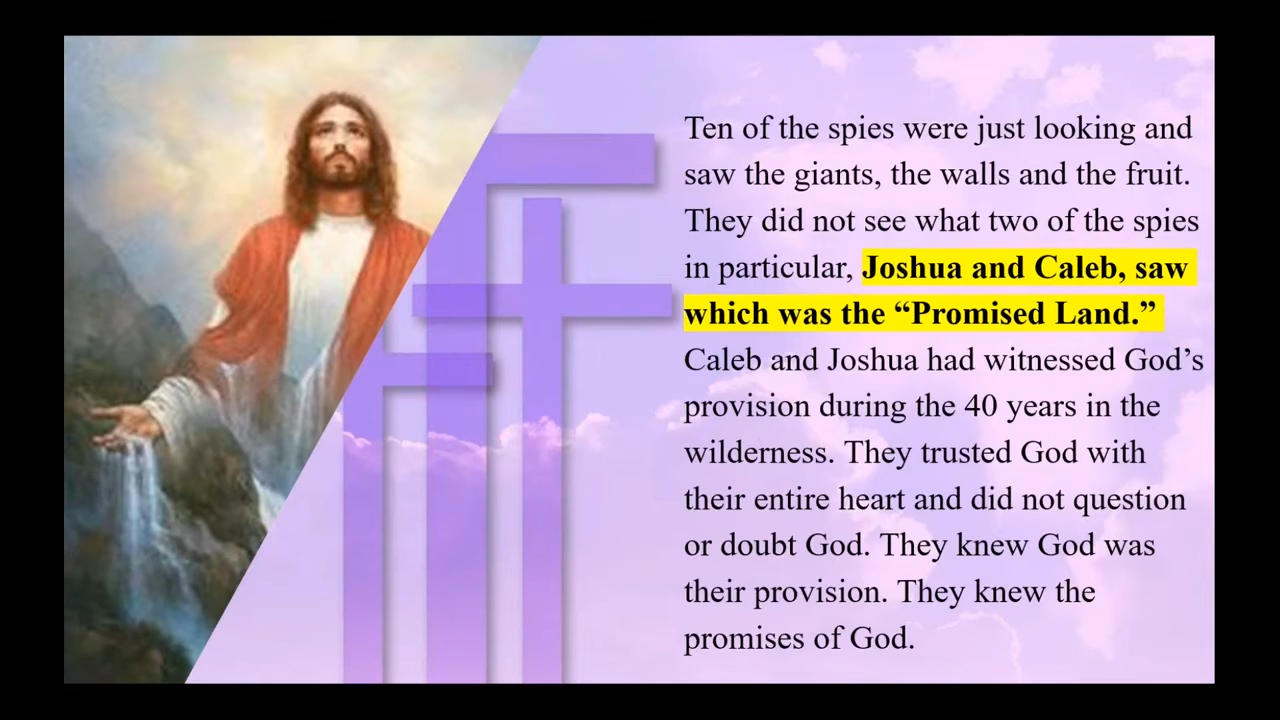 Ten of the spies were just looking and
saw the giants, the walls and the fruit.
They did not see what two of the spies
in particular, Joshua and Caleb, saw
which was the “Promised Land.”
Caleb and Joshua had witnessed God’s
provision during the 40 years in the
wilderness. They trusted God with
their entire heart and did not question
or doubt God. They knew God was
their provision. They knew the
promises of God.